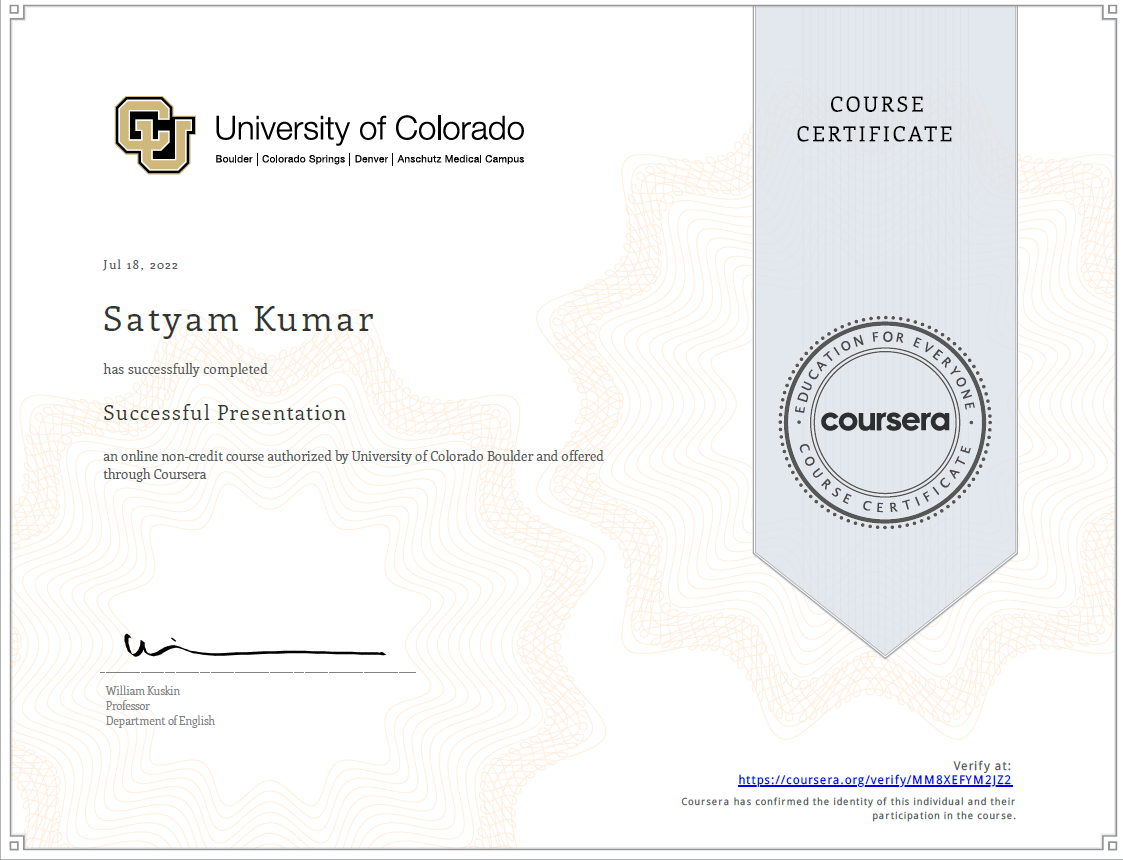 COURSE
CERTIFICATE
CU
University of Colorado
Boulder | Colorado Springs | Denver | Anschutz Medical Campus
Jul 18, 2022
Satyam Kumar
has successfully completed
Successful Presentation
an online non-credit course authorized by University of Colorado Boulder and offered
through Coursera
EDUCATION FOR EVERYONE
coursera
COURSE CERTIFICATE
William Kuskin
Professor
Department of English
Verify at:
https://coursera.org/verify/MM8XEFYM2JZ2
Coursera has confirmed the identity of this individual and their
participation in the course.